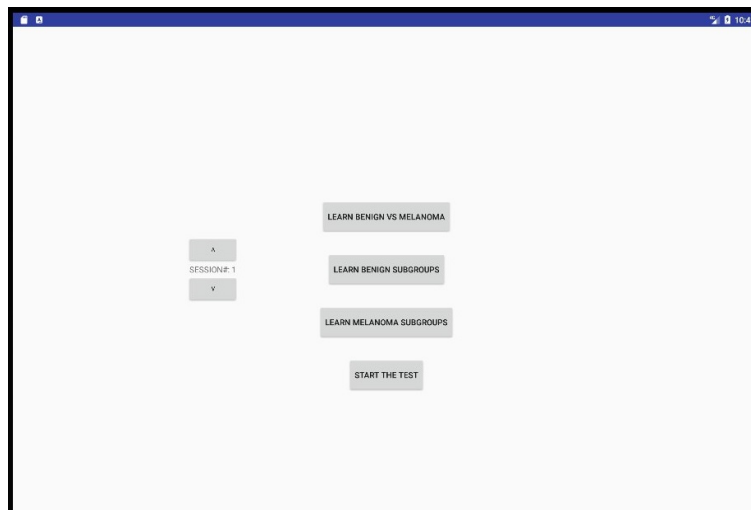 10:4
LEARN BENIGN VS MELANOMA
∧
SESSION#: 1
LEARN BENIGN SUBGROUPS
∨
LEARN MELANOMA SUBGROUPS
START THE TEST